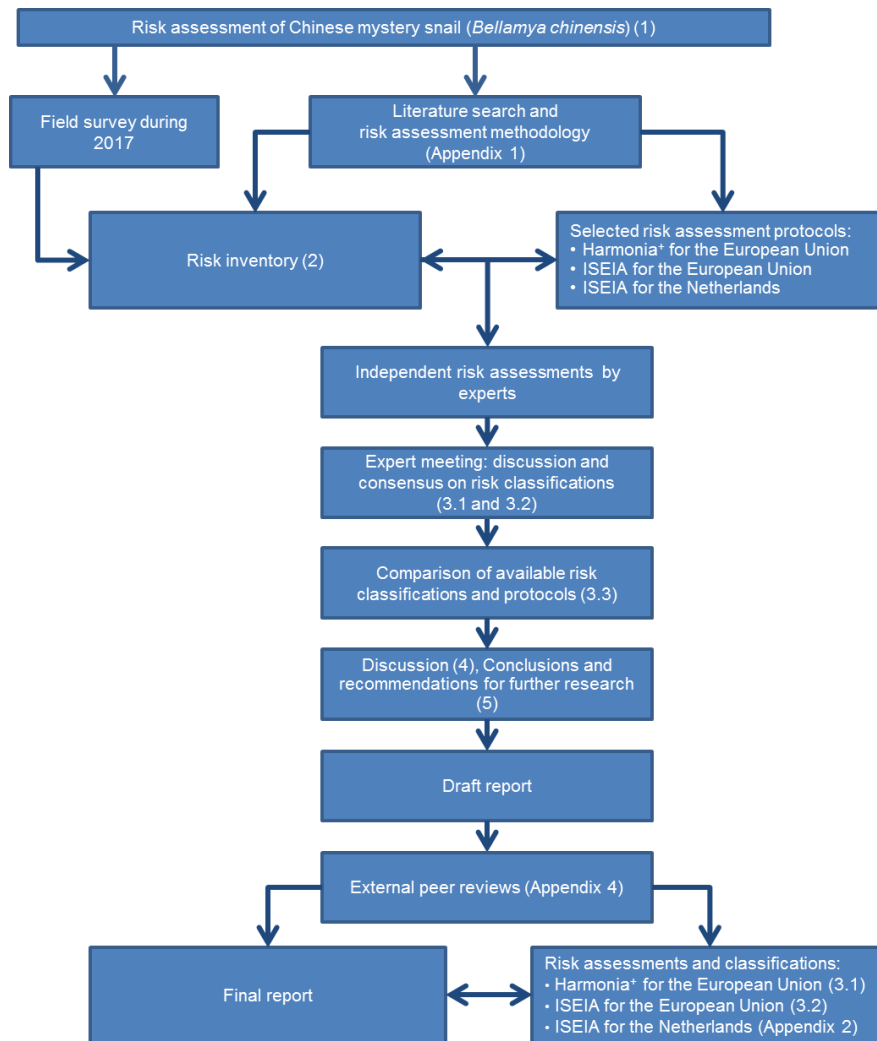 Risk assessment of Chinese mystery snail (Bellamya chinensis) (1)
Field survey during
2017
Literature search and
risk assessment methodology
(Appendix 1)
Risk inventory (2)
Selected risk assessment protocols:
• Harmonia⁺ for the European Union
• ISEIA for the European Union
• ISEIA for the Netherlands
Independent risk assessments by
experts
Expert meeting: discussion and
consensus on risk classifications
(3.1 and 3.2)
Comparison of available risk
classifications and protocols (3.3)
Discussion (4), Conclusions and
recommendations for further research
(5)
Draft report
External peer reviews (Appendix 4)
Final report
Risk assessments and classifications:
• Harmonia⁺ for the European Union (3.1)
• ISEIA for the European Union (3.2)
• ISEIA for the Netherlands (Appendix 2)